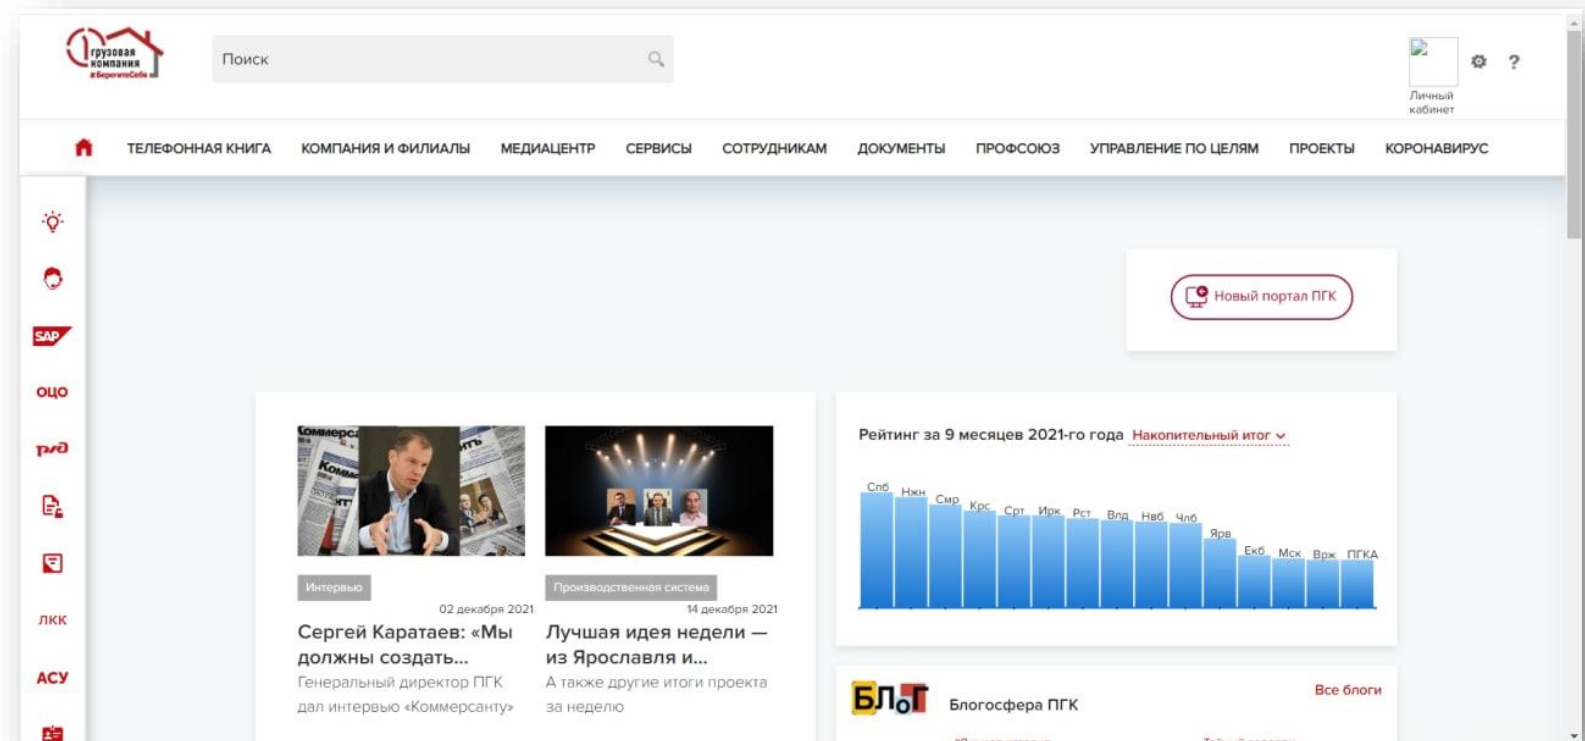 грузовая
компания
#БерегитеСебя
Поиск
Личный
кабинет
?
ТЕЛЕФОННАЯ КНИГА КОМПАНИЯ И ФИЛИАЛЫ МЕДИАЦЕНТР СЕРВИСЫ СОТРУДНИКАМ ДОКУМЕНТЫ ПРОФСОЮЗ УПРАВЛЕНИЕ ПО ЦЕЛЯМ ПРОЕКТЫ КОРОНАВИРУС
SAP
ОЦО
ржд
ЛКК
АСУ
Новый портал ПГК
Коммерса
Интервью
02 декабря 2021
Сергей Каратаев: «Мы
должны создать...
Генеральный директор ПГК
дал интервью «Коммерсанту»
Производственная система
14 декабря 2021
Лучшая идея недели —
из Ярославля и...
А также другие итоги проекта
за неделю
Рейтинг за 9 месяцев 2021-го года Накопительный итог
Спб Нжн Смр Крс Срт Ирк Рст Влд Нвб Члб Ярв Екб Мск Врж ПГКА
БЛоГ
Блогосфера ПГК
Все блоги